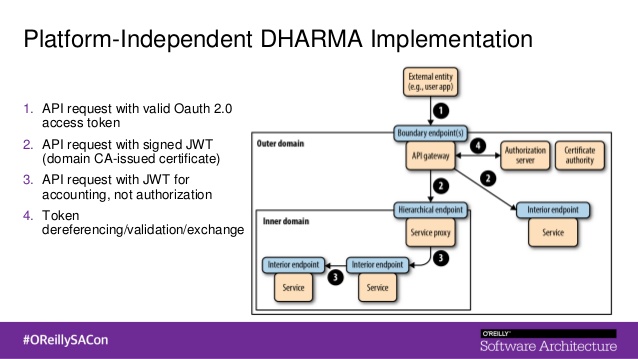 Platform-Independent DHARMA Implementation
1. API request with valid Oauth 2.0
access token
2. API request with signed JWT
(domain CA-issued certificate)
3. API request with JWT for
accounting, not authorization
4. Token
dereferencing/validation/exchange
External entity
(e.g., user app)
1
Boundary endpoint(s)
Outer domain
API gateway
4
Authorization
server
Certificate
authority
2
2
Hierarchical endpoint
Interior endpoint
Inner domain
Service proxy
Service
3
Interior endpoint
Interior endpoint
3
Service
Service
#OReillySACon
O'REILLY
Software Architecture